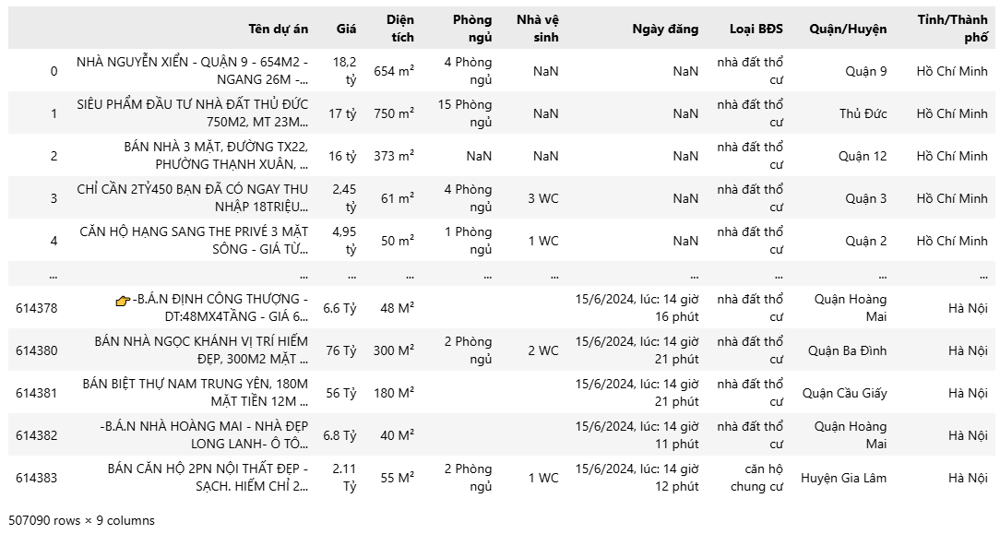 Tên dự án Giá Diện tích Phòng ngủ Nhà vệ sinh Ngày đăng Loại BĐS Quận/Huyện Tỉnh/Thành phố
0 NHÀ NGUYỄN XIỂN - QUẬN 9 - 654M2 - NGANG 26M -... 18,2 tỷ 654 m² 4 Phòng ngủ NaN NaN nhà đất thổ cư Quận 9 Hồ Chí Minh
1 SIÊU PHẨM ĐẦU TƯ NHÀ ĐẤT THỦ ĐỨC 750M2, MT 23M... 17 tỷ 750 m² 15 Phòng ngủ NaN NaN nhà đất thổ cư Thủ Đức Hồ Chí Minh
2 BÁN NHÀ 3 MẶT, ĐƯỜNG TX22, PHƯỜNG THẠNH XUÂN, ... 16 tỷ 373 m² NaN NaN NaN nhà đất thổ cư Quận 12 Hồ Chí Minh
3 CHỈ CẦN 2TỶ450 BẠN ĐÃ CÓ NGAY THU NHẬP 18TRIỆU... 2,45 tỷ 61 m² 4 Phòng ngủ 3 WC NaN nhà đất thổ cư Quận 3 Hồ Chí Minh
4 CĂN HỘ HẠNG SANG THE PRIVÉ 3 MẶT SÔNG - GIÁ TỪ... 4,95 tỷ 50 m² 1 Phòng ngủ 1 WC NaN nhà đất thổ cư Quận 2 Hồ Chí Minh
... ... ... ... ... ... ... ... ... ...
614378 👉-B.Á.N ĐỊNH CÔNG THƯỢNG - DT:48MX4TẦNG - GIÁ 6... 6.6 Tỷ 48 M² 15/6/2024, lúc: 14 giờ 16 phút nhà đất thổ cư Quận Hoàng Mai Hà Nội
614380 BÁN NHÀ NGỌC KHÁNH VỊ TRÍ HIẾM ĐẸP, 300M2 MẶT ... 76 Tỷ 300 M² 2 Phòng ngủ 2 WC 15/6/2024, lúc: 14 giờ 21 phút nhà đất thổ cư Quận Ba Đình Hà Nội
614381 BÁN BIỆT THỰ NAM TRUNG YÊN, 180M MẶT TIỀN 12M ... 56 Tỷ 180 M² 15/6/2024, lúc: 14 giờ 21 phút nhà đất thổ cư Quận Cầu Giấy Hà Nội
614382 -B.Á.N NHÀ HOÀNG MAI - NHÀ ĐẸP LONG LANH- Ô TÔ... 6.8 Tỷ 40 M² 15/6/2024, lúc: 14 giờ 11 phút nhà đất thổ cư Quận Hoàng Mai Hà Nội
614383 BÁN CĂN HỘ 2PN NỘI THẤT ĐẸP - SẠCH. HIẾM CHỈ 2... 2.11 Tỷ 55 M² 2 Phòng ngủ 1 WC 15/6/2024, lúc: 14 giờ 12 phút căn hộ chung cư Huyện Gia Lâm Hà Nội
507090 rows × 9 columns